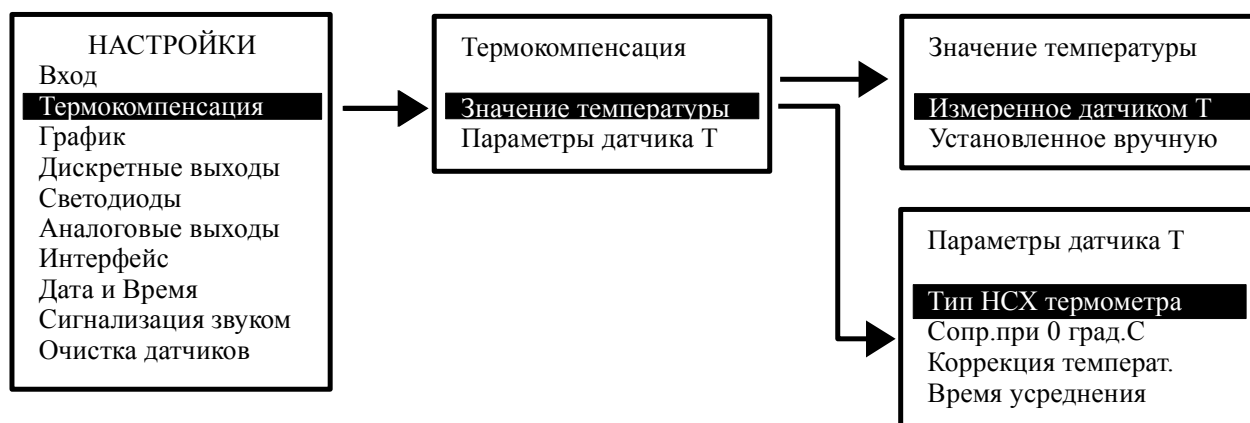 НАСТРОЙКИ
Вход
Термокомпенсация
График
Дискретные выходы
Светодиоды
Аналоговые выходы
Интерфейс
Дата и Время
Сигнализация звуком
Очистка датчиков
Термокомпенсация
Значение температуры
Параметры датчика Т
Значение температуры
Измеренное датчиком Т
Установленное вручную
Параметры датчика Т
Тип НСХ термометра
Сопр.при 0 град.С
Коррекция температ.
Время усреднения